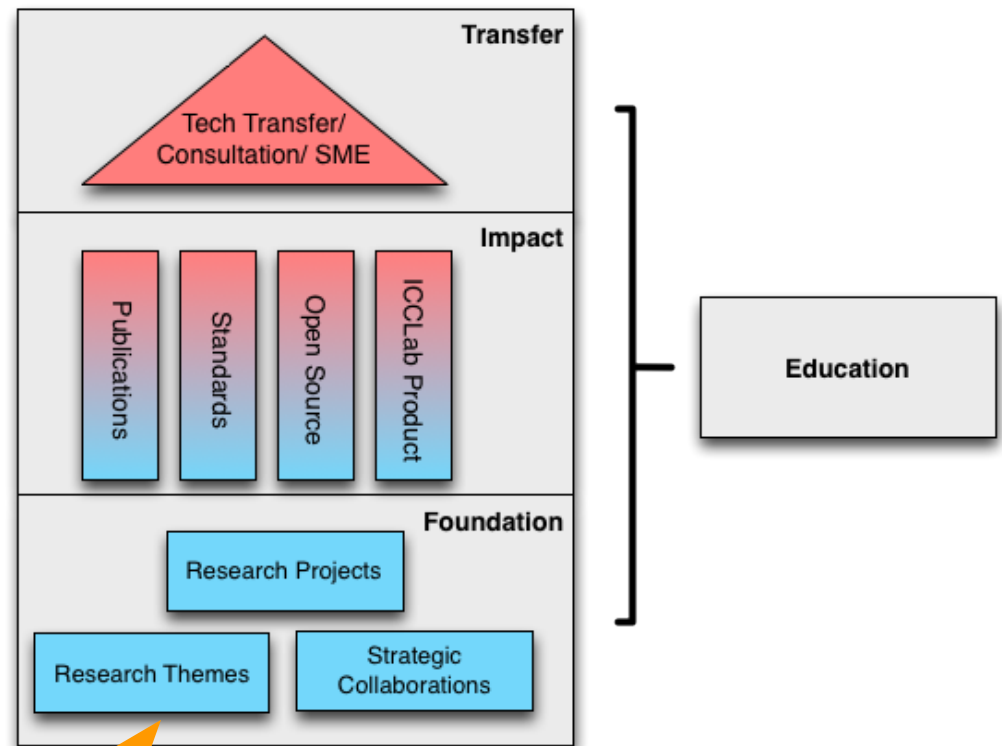 Transfer
Tech Transfer/
Consultation/ SME
Impact
Publications
Standards
Open Source
ICCLab Product
Education
Foundation
Research Projects
Research Themes
Strategic
Collaborations